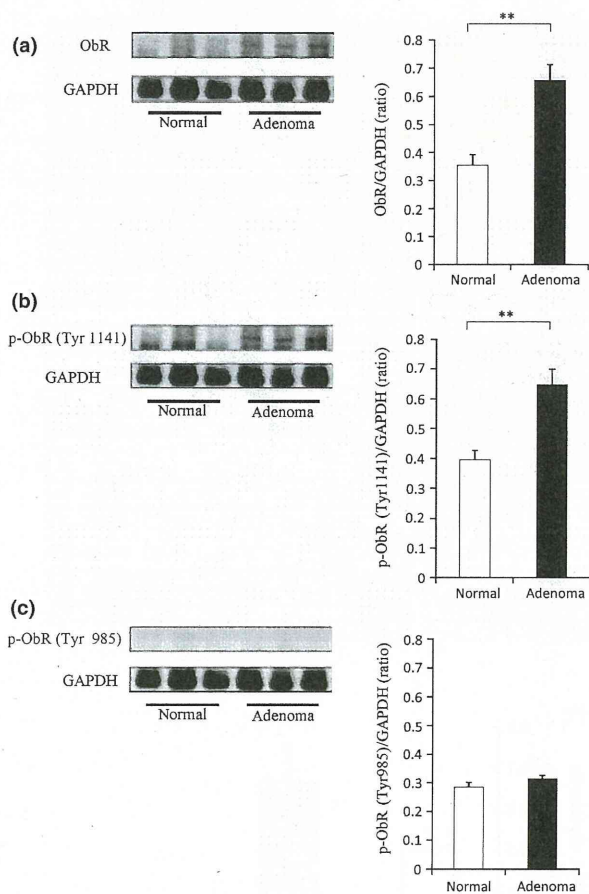 (a)
ObR
GAPDH
Normal Adenoma
**
ObR/GAPDH (ratio)
0.8
0.7
0.6
0.5
0.4
0.3
0.2
0.1
0
Normal Adenoma
(b)
p-ObR (Tyr 1141)
GAPDH
Normal Adenoma
**
p-ObR (Tyr1141)/GAPDH (ratio)
0.8
0.7
0.6
0.5
0.4
0.3
0.2
0.1
0
Normal Adenoma
(c)
p-ObR (Tyr 985)
GAPDH
Normal Adenoma
p-ObR (Tyr985)/GAPDH (ratio)
0.8
0.7
0.6
0.5
0.4
0.3
0.2
0.1
0
Normal Adenoma